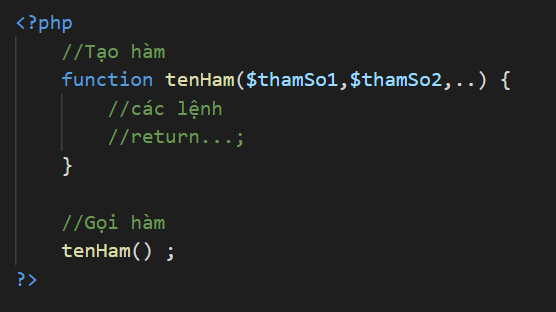 <?php
//Tạo hàm
function tenHam($thamSo1,$thamSo2,..) {
//các lệnh
//return...;
}
//Gọi hàm
tenHam() ;
?>